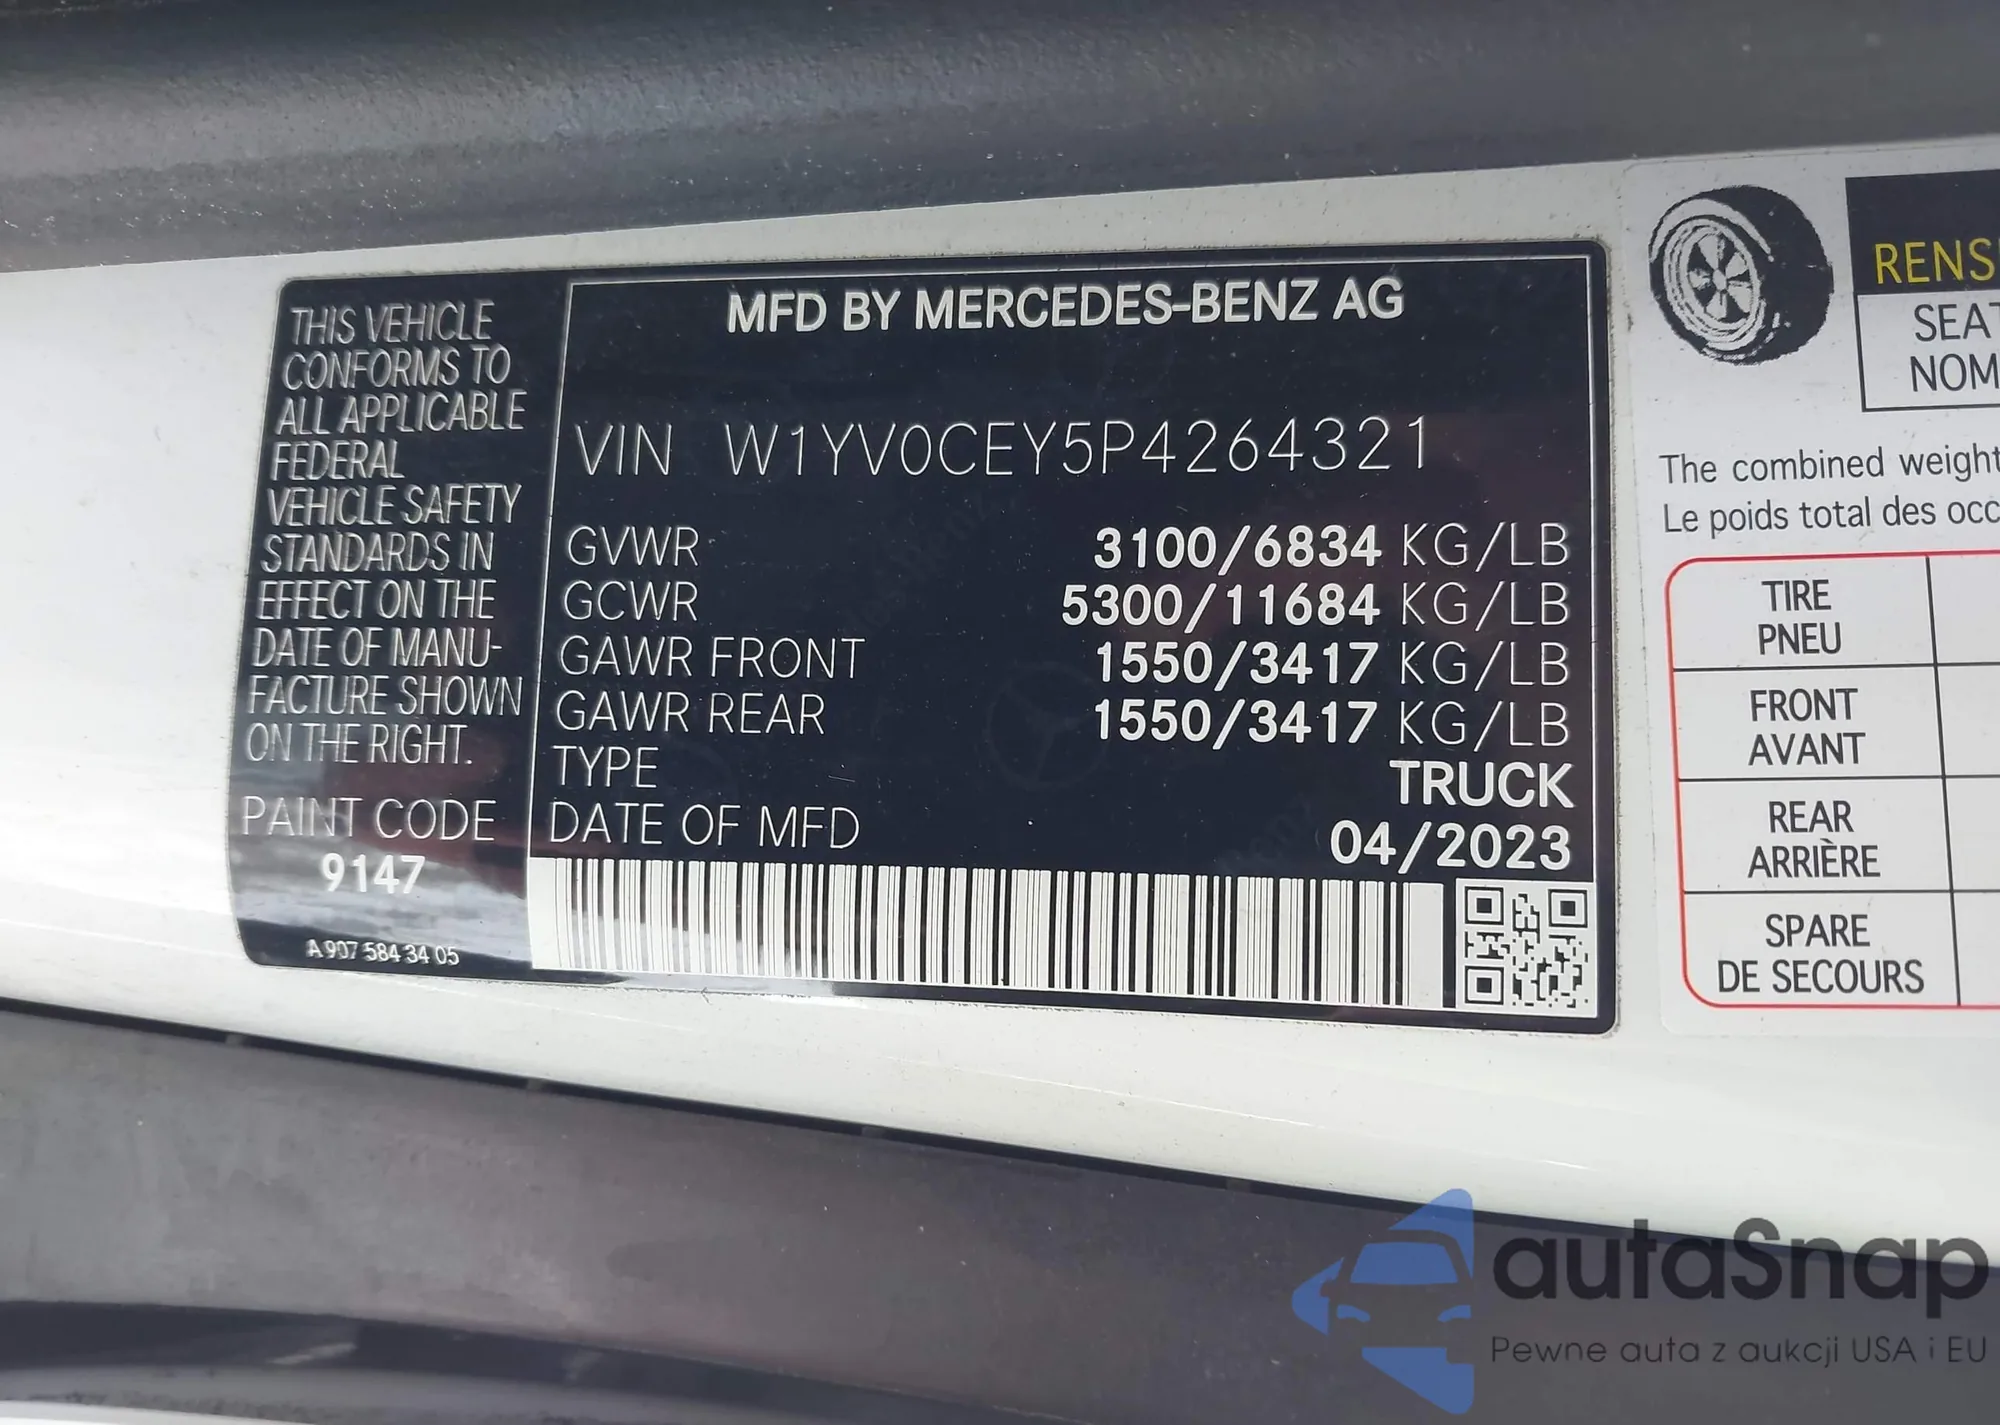 THIS VEHICLE
CONFORMS TO
ALL APPLICABLE
FEDERAL
VEHICLE SAFETY
STANDARDS IN
EFFECT ON THE
DATE OF MANU-
FACTURE SHOWN
ON THE RIGHT.
PAINT CODE
9147
A 907 584 34 05
MFD BY MERCEDES-BENZ AG
VIN W1YV0CEY5P4264321
GVWR 3100/6834 KG/LB
GCWR 5300/11684 KG/LB
GAWR FRONT 1550/3417 KG/LB
GAWR REAR 1550/3417 KG/LB
TYPE TRUCK
DATE OF MFD 04/2023
RENS
SEAT
NOM
The combined weight
Le poids total des occ
TIRE
PNEU
FRONT
AVANT
REAR
ARRIÈRE
SPARE
DE SECOURS
autaSnap
Pewne auta z aukcji USA i EU